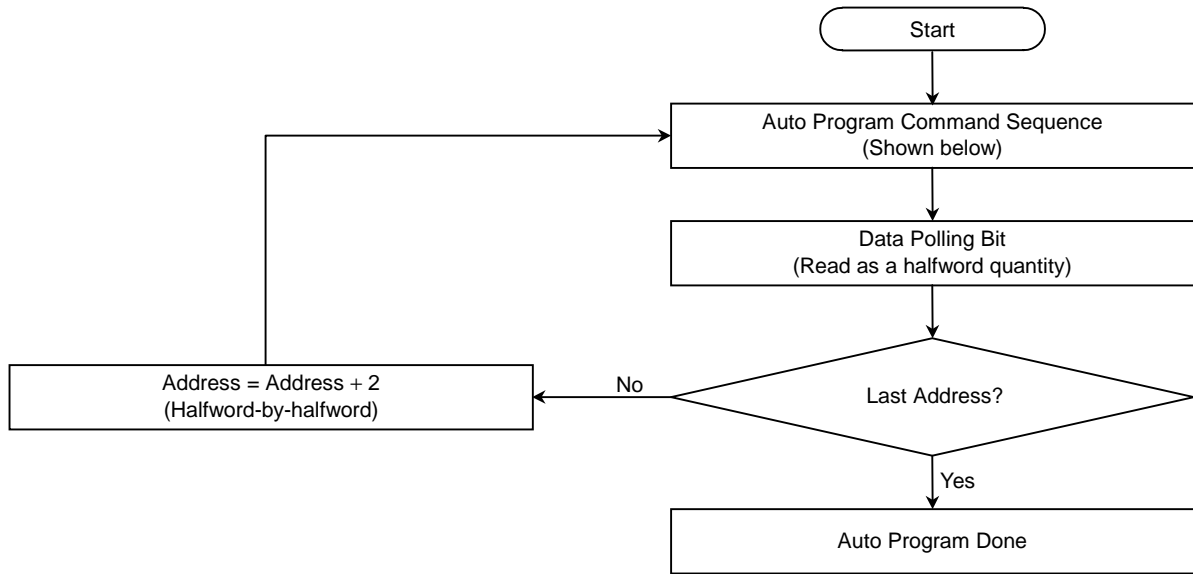 Start
Auto Program Command Sequence
(Shown below)
Data Polling Bit
(Read as a halfword quantity)
Address = Address + 2
(Halfword-by-halfword)
No
Last Address?
Yes
Auto Program Done